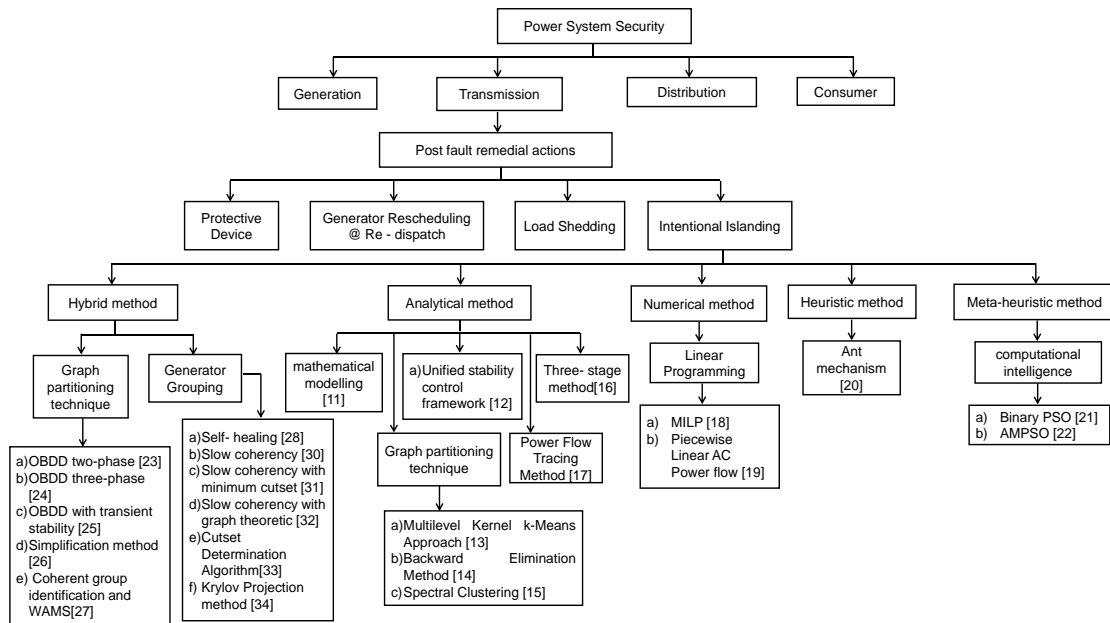 Power System Security
Generation
Transmission
Distribution
Consumer
Post fault remedial actions
Protective
Device
Generator Rescheduling
@ Re - dispatch
Load Shedding
Intentional Islanding
Hybrid method
Analytical method
Numerical method
Heuristic method
Meta-heuristic method
Graph
partitioning
technique
Generator
Grouping
mathematical
modelling
[11]
a)Unified stability
control
framework [12]
Three- stage
method[16]
Linear
Programming
Ant
mechanism
[20]
computational
intelligence
Graph partitioning
technique
Power Flow
Tracing
Method [17]
a) MILP [18]
b) Piecewise
Linear AC
Power flow [19]
a) Binary PSO [21]
b) AMPSO [22]
a)OBDD two-phase [23]
b)OBDD three-phase
[24]
c)OBDD with transient
stability [25]
d)Simplification method
[26]
e) Coherent group
identification and
WAMS[27]
a)Self- healing [28]
b)Slow coherency [30]
c)Slow coherency with
minimum cutset [31]
d)Slow coherency with
graph theoretic [32]
e)Cutset
Determination
Algorithm[33]
f) Krylov Projection
method [34]
a)Multilevel Kernel k-Means
Approach [13]
b)Backward Elimination
Method [14]
c)Spectral Clustering [15]